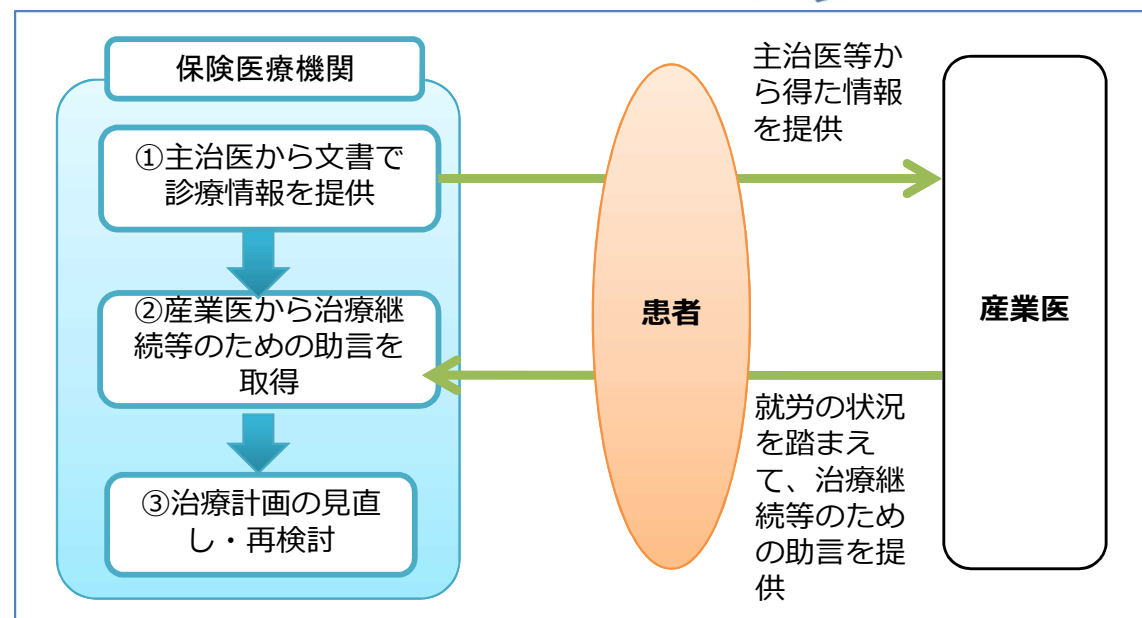 保険医療機関
①主治医から文書で
診療情報を提供
②産業医から治療継
続等のための助言を
取得
③治療計画の見直
し・再検討
患者
主治医等か
ら得た情報
を提供
就労の状況
を踏まえ
て、治療継
続等のため
の助言を提
供
産業医